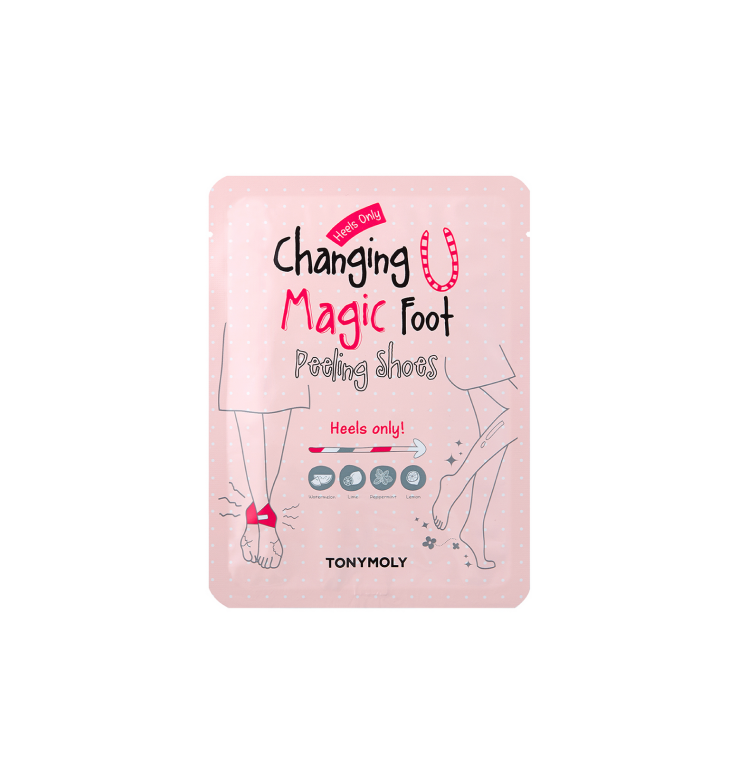 Heels Only
Changing U
Magic Foot
Peeling Shoes
Heels only!
Watermelon Lime Peppermint Lemon
TONYMOLY